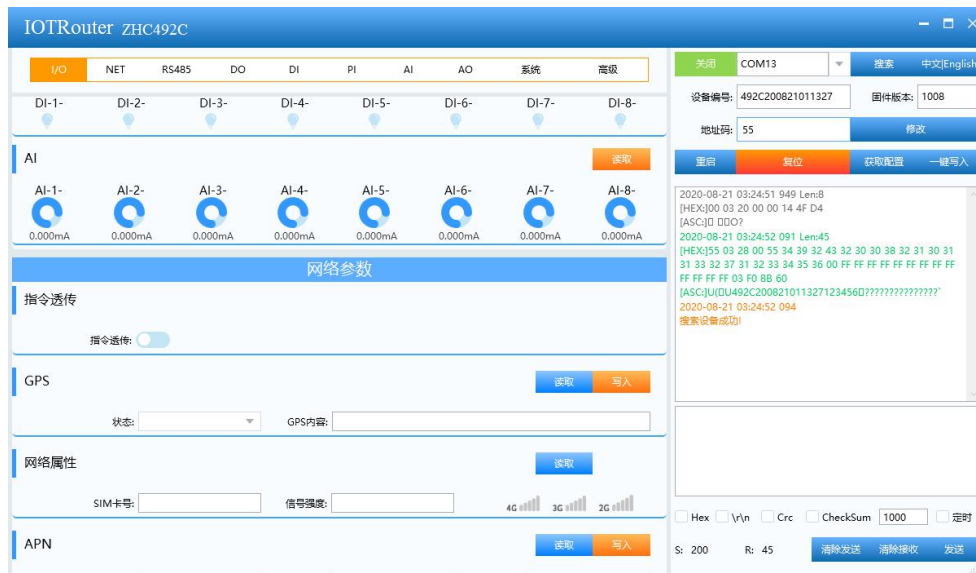 IOTRouter ZHC492C
I/O NET RS485 DO DI PI AI AO 系统 高级
DI-1- DI-2- DI-3- DI-4- DI-5- DI-6- DI-7- DI-8-
AI 读取
AI-1- AI-2- AI-3- AI-4- AI-5- AI-6- AI-7- AI-8-
0.000mA 0.000mA 0.000mA 0.000mA 0.000mA 0.000mA 0.000mA 0.000mA
网络参数
指令透传
指令透传:
GPS 读取 写入
状态: GPS内容:
网络属性 读取
SIM卡号: 信号强度: 4G 3G 2G
APN 读取 写入
关闭 COM13 搜索 中文|English
设备编号: 492C200821011327 固件版本: 1008
地址码: 55 修改
重启 复位 获取配置 一键写入
2020-08-21 03:24:51 949 Len:8
[HEX:]00 03 20 00 00 14 4F D4
[ASC:]▯ ▯▯▯O?
2020-08-21 03:24:52 091 Len:45
[HEX:]55 03 28 00 55 34 39 32 43 32 30 30 38 32 31 30 31
31 33 32 37 31 32 33 34 35 36 00 FF FF FF FF FF FF FF FF FF
FF FF FF FF 03 F0 8B 60
[ASC:]U(▯U492C200821011327123456▯???????????????`
2020-08-21 03:24:52 094
搜索设备成功!
Hex \r\n Crc CheckSum 1000 定时
S: 200 R: 45 清除发送 清除接收 发送